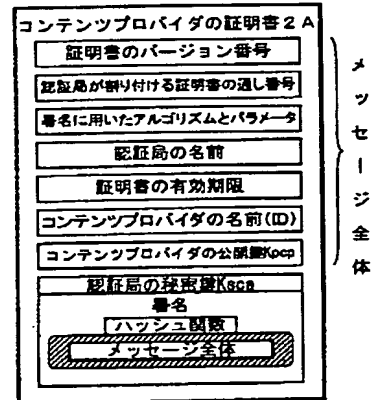 コンテンツプロバイダの証明書2A
証明書のバージョン番号
認証局が割り付ける証明書の通し番号
署名に用いたアルゴリズムとパラメータ
認証局の名前
証明書の有効期限
コンテンツプロバイダの名前(ID)
コンテンツプロバイダの公開鍵Kpcp
認証局の秘密鍵Ksca
署名
ハッシュ関数
メッセージ全体
メッセージ全体